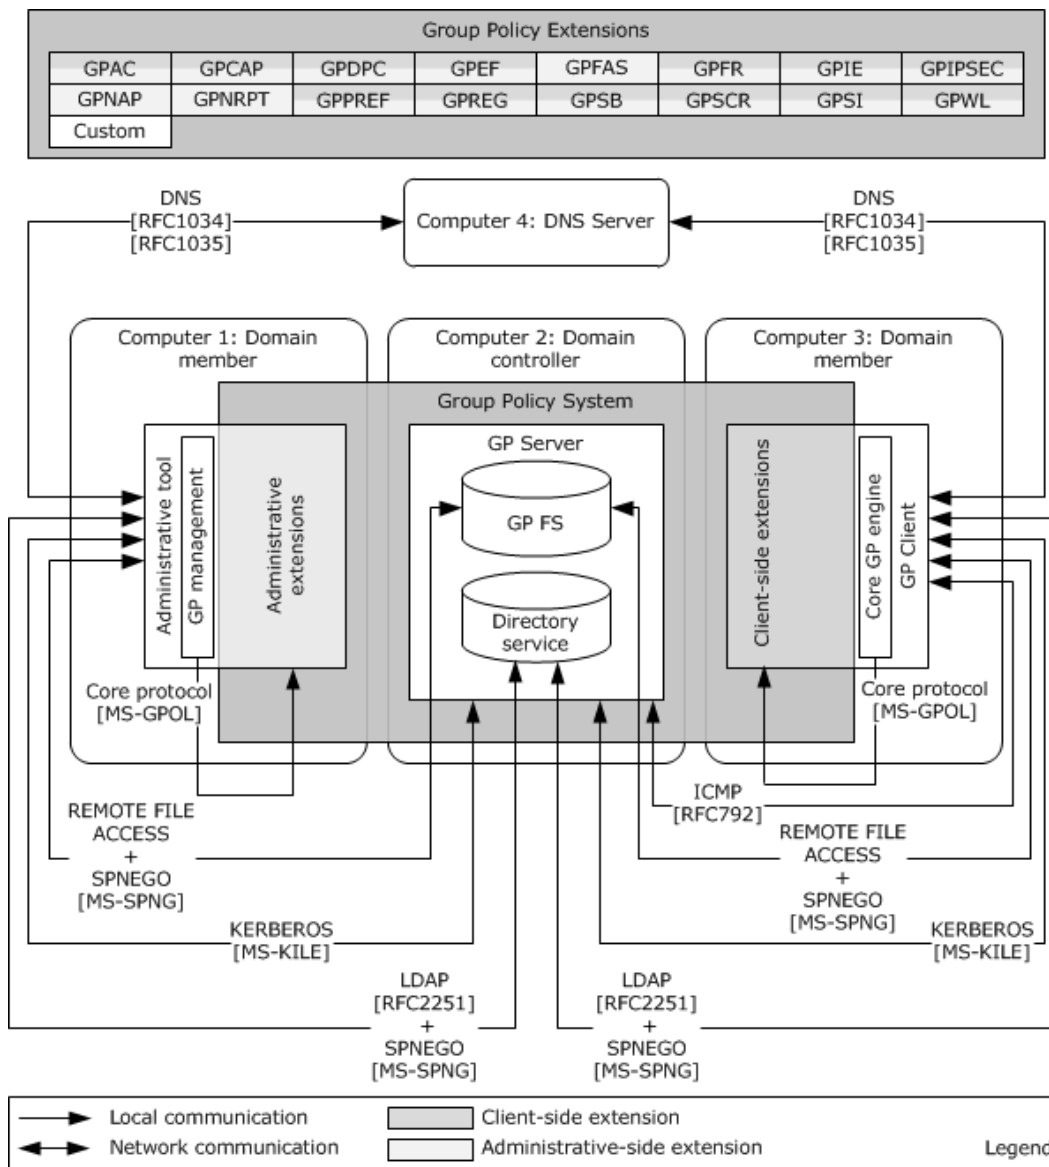 Group Policy Extensions
GPAC GPCAP GPDPC GPEF GPFAS GPFR GPIE GPIPSEC
GPNAP GPNRPT GPPREF GPREG GPSB GPSCR GPSI GPWL
Custom
DNS
[RFC1034]
[RFC1035]
Computer 4: DNS Server
DNS
[RFC1034]
[RFC1035]
Computer 1: Domain
member
Computer 2: Domain
controller
Computer 3: Domain
member
Group Policy System
Administrative tool
GP management
Administrative
extensions
GP Server
GP FS
Directory
service
Client-side extensions
Core GP engine
GP Client
Core protocol
[MS-GPOL]
Core protocol
[MS-GPOL]
ICMP
[RFC792]
REMOTE FILE
ACCESS
+
SPNEGO
[MS-SPNG]
REMOTE FILE
ACCESS
+
SPNEGO
[MS-SPNG]
KERBEROS
[MS-KILE]
KERBEROS
[MS-KILE]
LDAP
[RFC2251]
+
SPNEGO
[MS-SPNG]
LDAP
[RFC2251]
+
SPNEGO
[MS-SPNG]
Local communication
Client-side extension
Network communication
Administrative-side extension
Legend